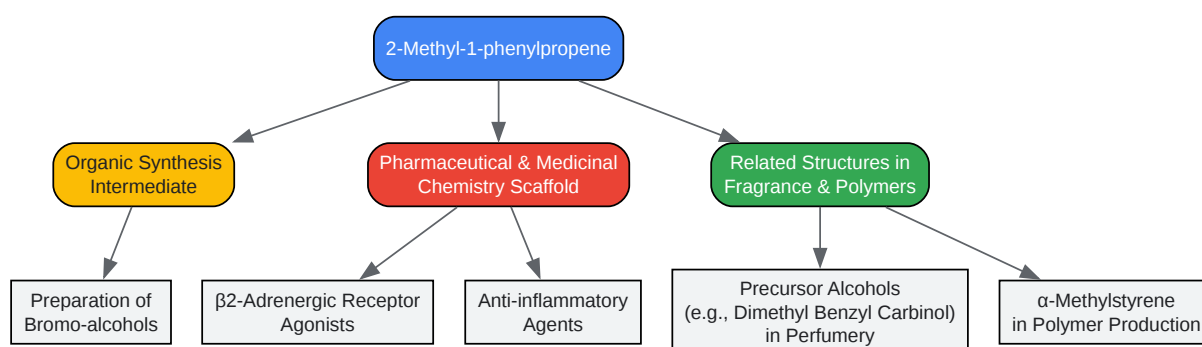 2-Methyl-1-phenylpropene
Organic Synthesis
Intermediate
Pharmaceutical & Medicinal
Chemistry Scaffold
Related Structures in
Fragrance & Polymers
Preparation of
Bromo-alcohols
β2-Adrenergic Receptor
Agonists
Anti-inflammatory
Agents
Precursor Alcohols
(e.g., Dimethyl Benzyl Carbinol)
in Perfumery
α-Methylstyrene
in Polymer Production